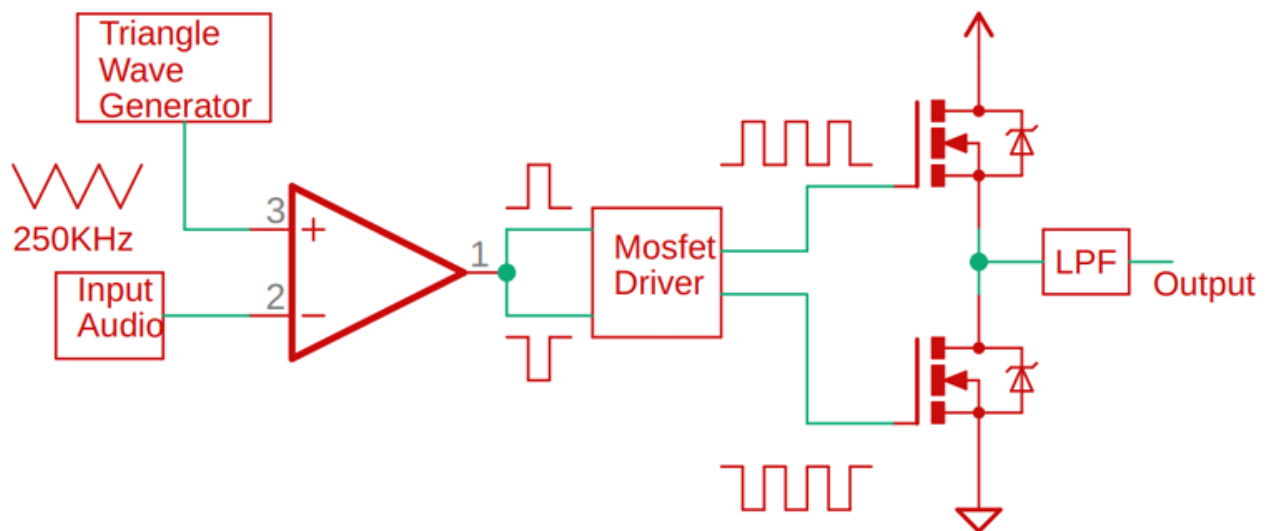 Triangle
Wave
Generator
250KHz
Input
Audio
3
2
1
Mosfet
Driver
LPF
Output